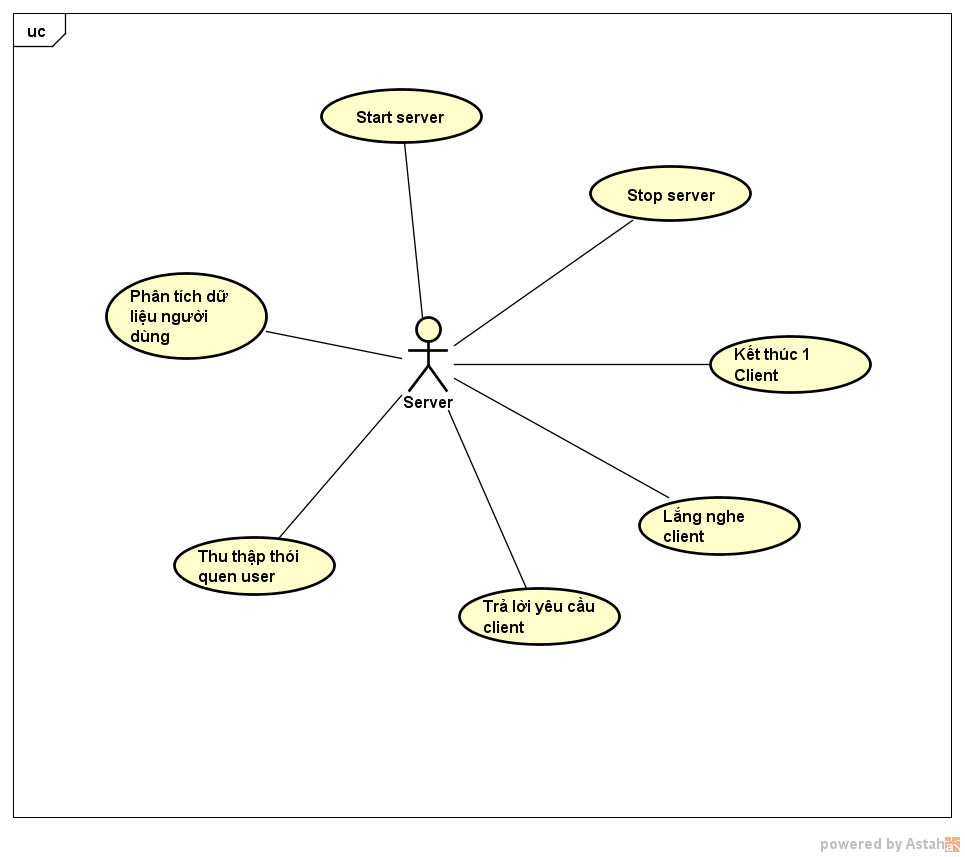 uc
Start server
Stop server
Phân tích dữ
liệu người
dùng
Kết thúc 1
Client
Server
Lắng nghe
client
Thu thập thói
quen user
Trả lời yêu cầu
client
powered by Astah